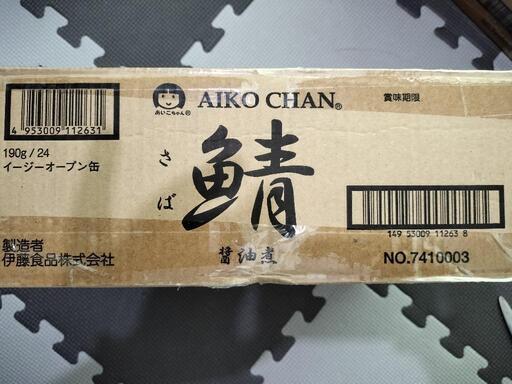 4 953009 112631
190g / 24
イージーオープン缶
製造者
伊藤食品株式会社
あいこちゃん®
AIKO CHAN®
さば
鯖
醤油煮
賞味期限
149 53009 11263 8
NO.7410003